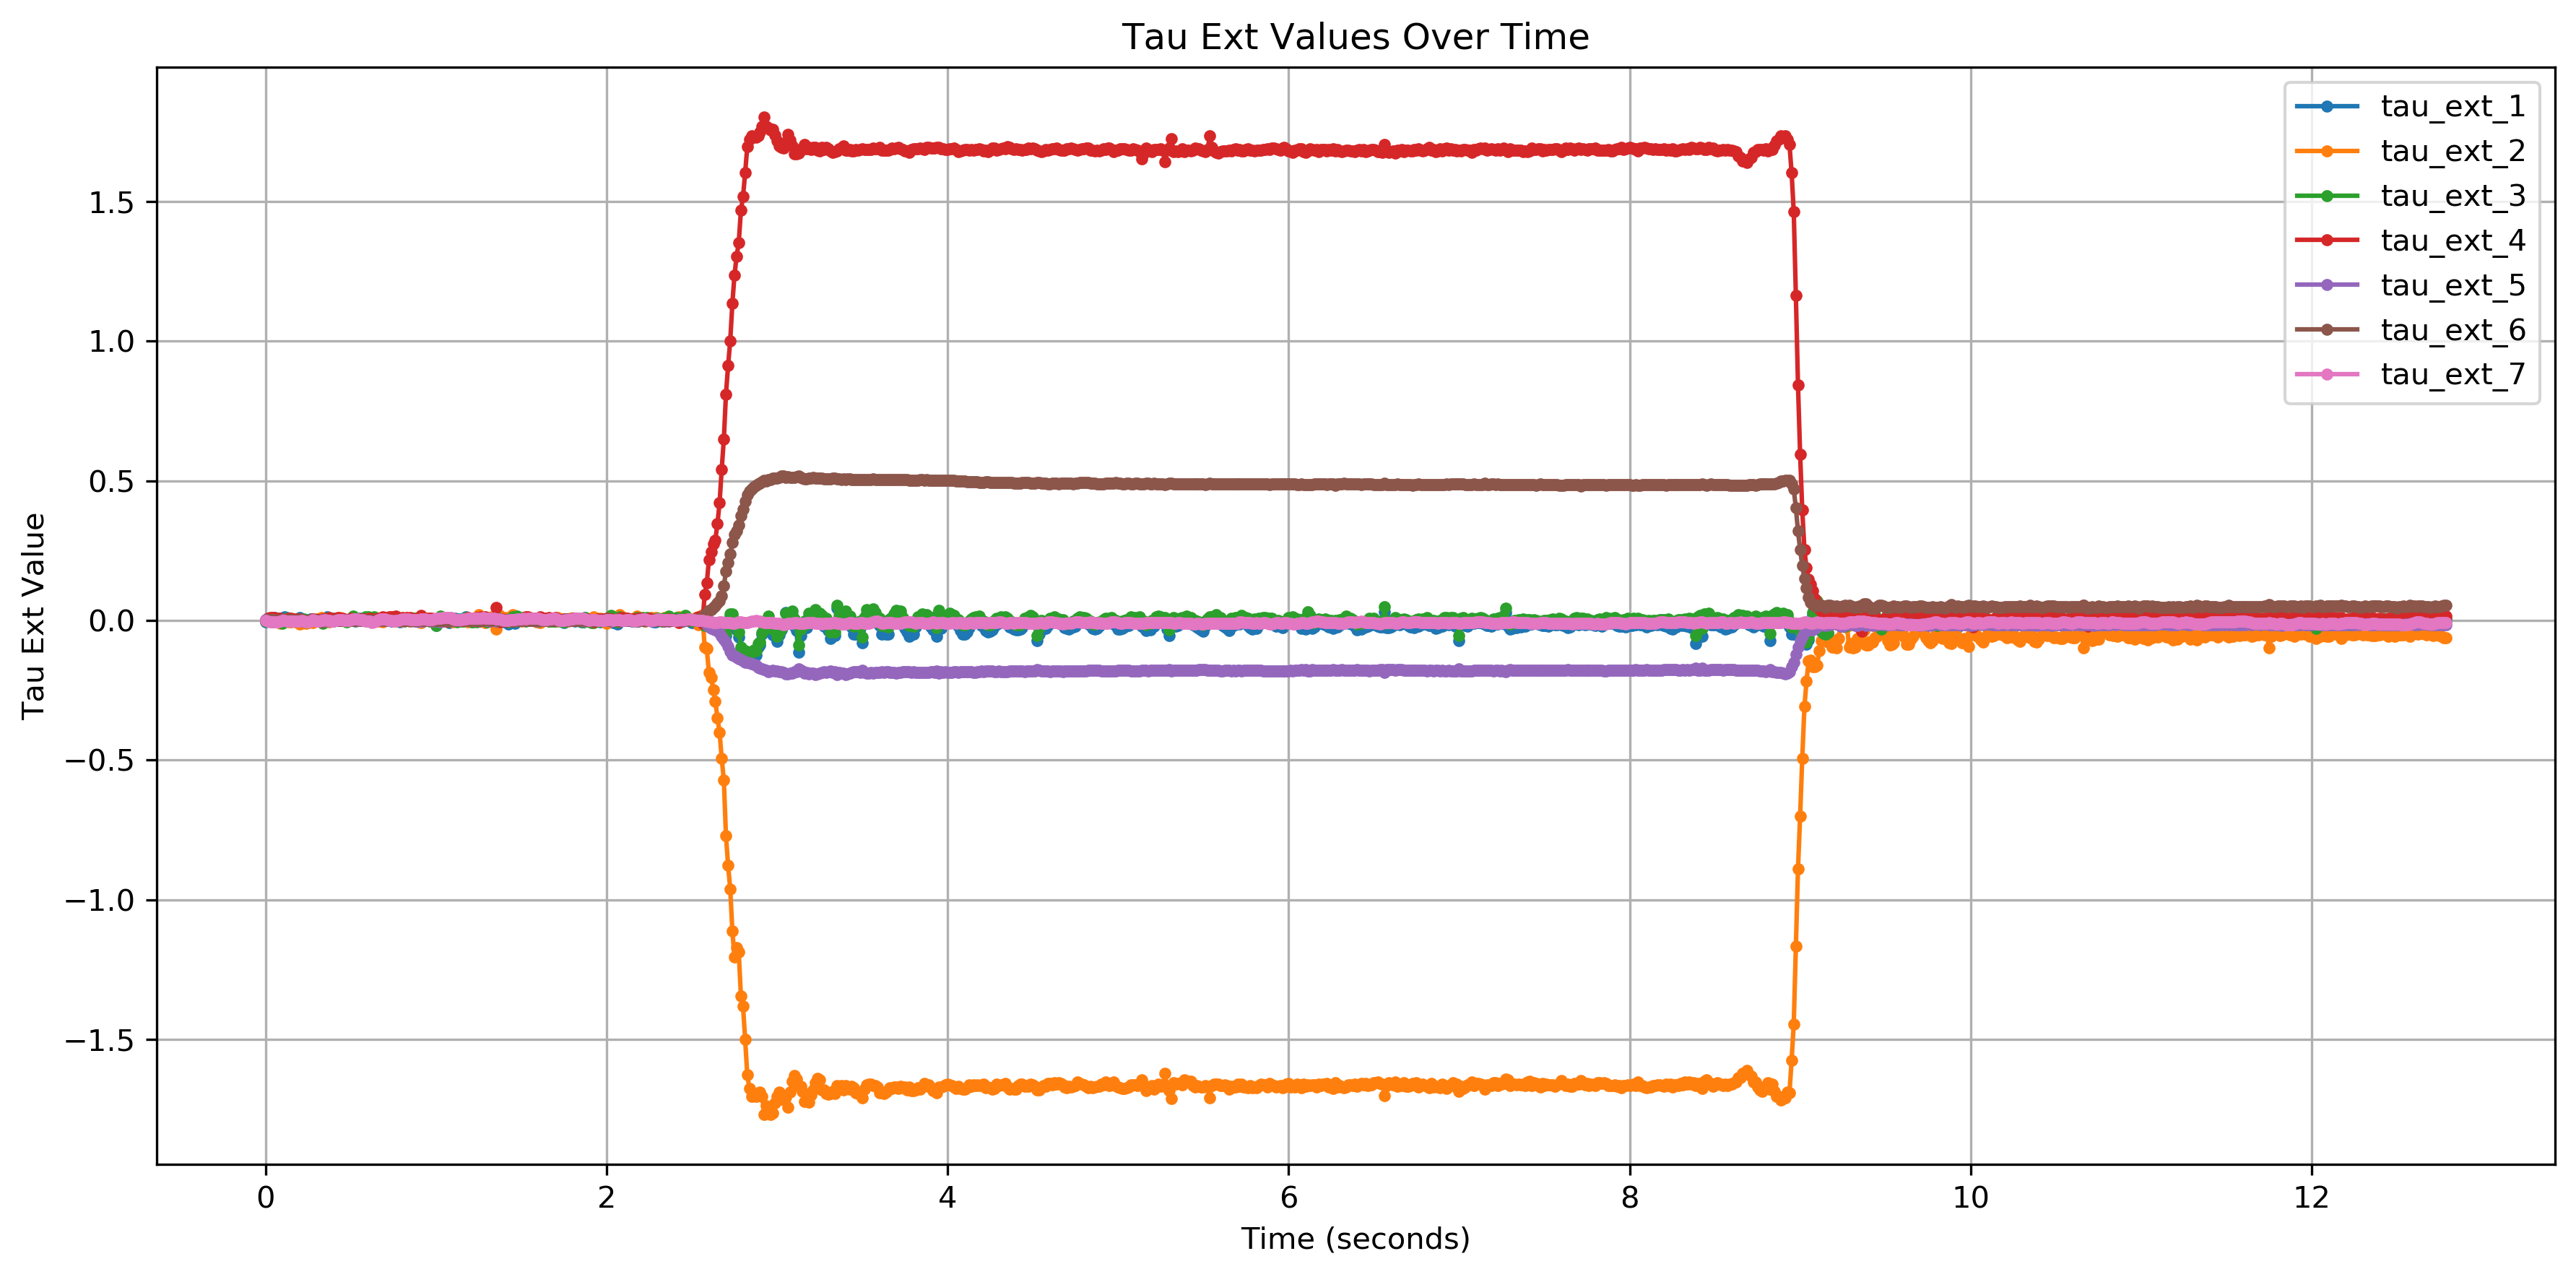 Tau Ext Values Over Time
tau_ext_1
tau_ext_2
tau_ext_3
tau_ext_4
tau_ext_5
tau_ext_6
tau_ext_7
Tau Ext Value
1.5
1.0
0.5
0.0
−0.5
−1.0
−1.5
0 2 4 6 8 10 12
Time (seconds)